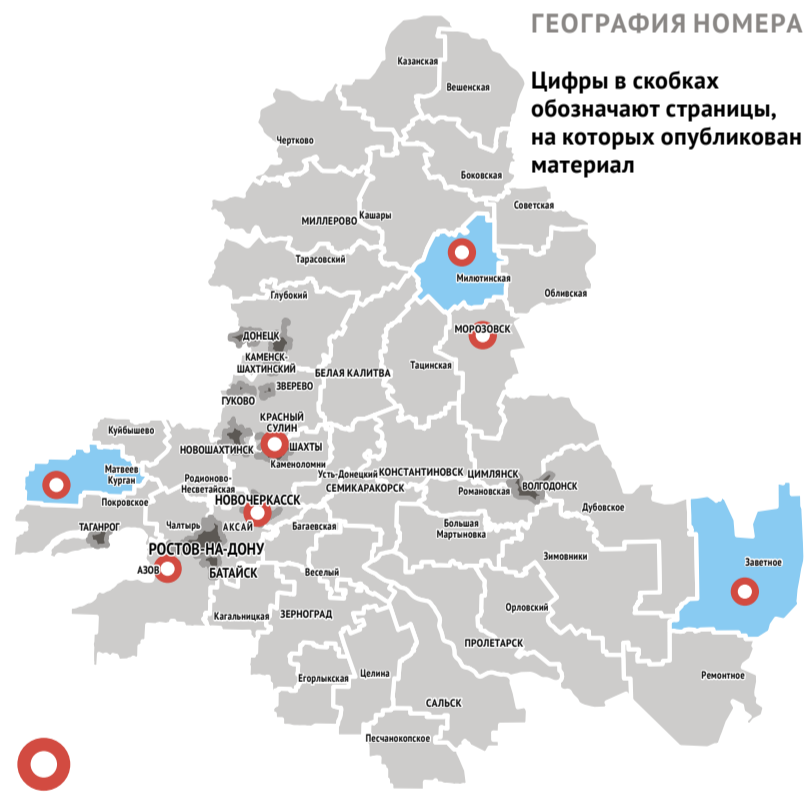 ГЕОГРАФИЯ НОМЕРА
Цифры в скобках
обозначают страницы,
на которых опубликован
материал
Казанская
Вешенская
Чертково
Боковская
Советская
МИЛЛЕРОВО
Кашары
Тарасовский
Милютинская
Обливская
Глубокий
МОРОЗОВСК
ДОНЕЦК
КАМЕНСК-
ШАХТИНСКИЙ
БЕЛАЯ КАЛИТВА
Тацинская
ЗВЕРЕВО
ГУКОВО
КРАСНЫЙ
СУЛИН
Куйбышево
НОВОШАХТИНСК
ШАХТЫ
Каменоломни
Матвеев
Курган
Родионово-
Несветайская
Усть-Донецкий
КОНСТАНТИНОВСК
ЦИМЛЯНСК
СЕМИКАРАКОРСК
Романовская
ВОЛГОДОНСК
Покровское
НОВОЧЕРКАССК
Дубовское
ТАГАНРОГ
Чалтырь
АКСАЙ
Багаевская
Большая
Мартыновка
РОСТОВ-НА-ДОНУ
Зимовники
Заветное
АЗОВ
БАТАЙСК
Веселый
Кагальницкая
ЗЕРНОГРАД
Орловский
ПРОЛЕТАРСК
Егорлыкская
Целина
Ремонтное
САЛЬСК
Песчанокопское